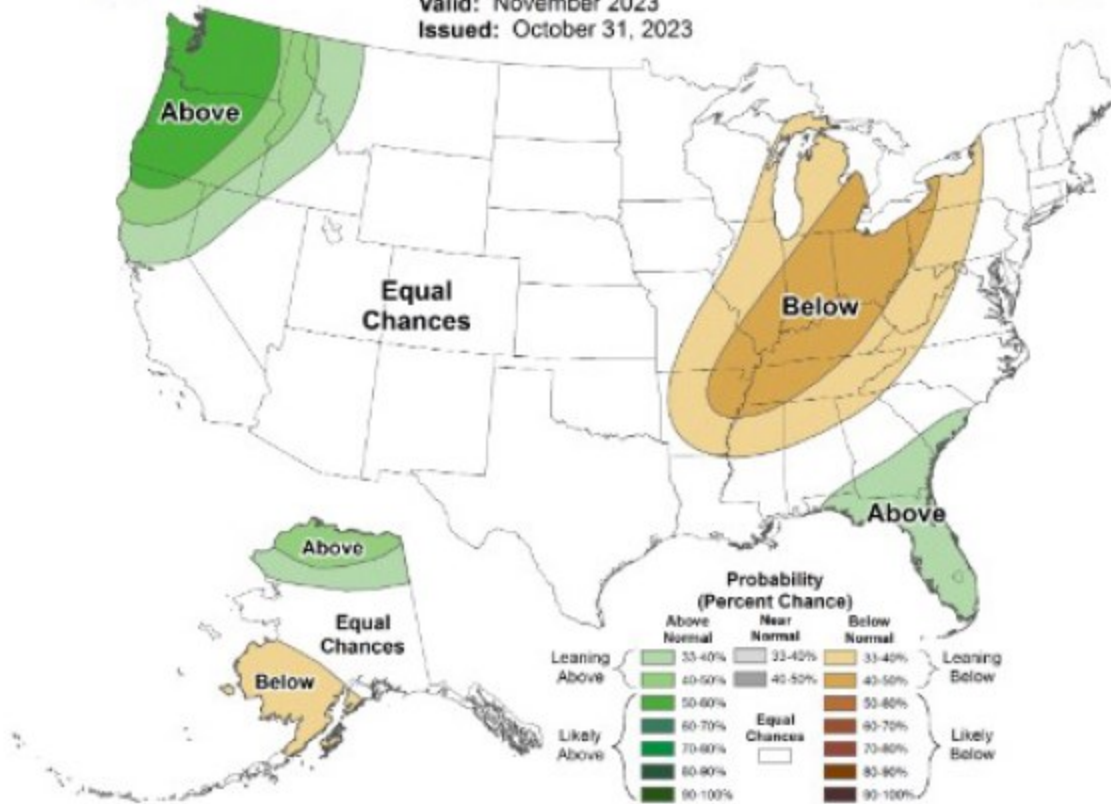 Valid: November 2023
Issued: October 31, 2023
Above
Equal
Chances
Below
Above
Above
Equal
Chances
Below
Probability
(Percent Chance)
Above
Normal
Near
Normal
Below
Normal
Leaning
Above
33-40% 33-40% 33-40%
40-50% 40-50% 40-50%
Leaning
Below
Likely
Above
50-60% 50-60%
60-70% 60-70%
70-80% 70-80%
80-90% 80-90%
90-100% 90-100%
Equal
Chances
Likely
Below